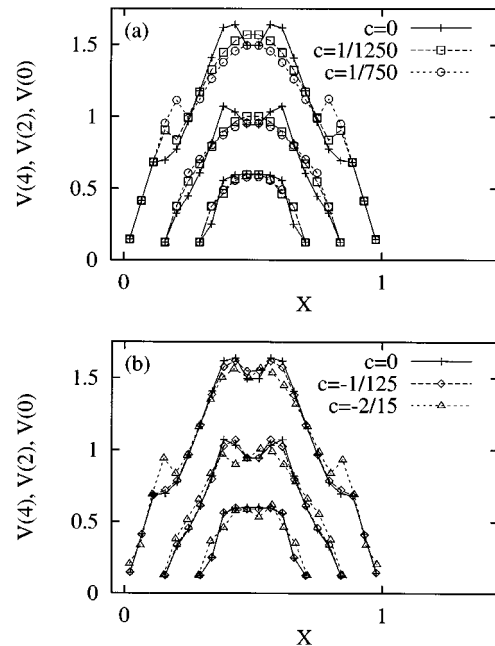 (a)
c=0
c=1/1250
c=1/750
V(4), V(2), V(0)
1.5
1
0.5
0
0
1
X
(b)
c=0
c=-1/125
c=-2/15
V(4), V(2), V(0)
1.5
1
0.5
0
0
1
X